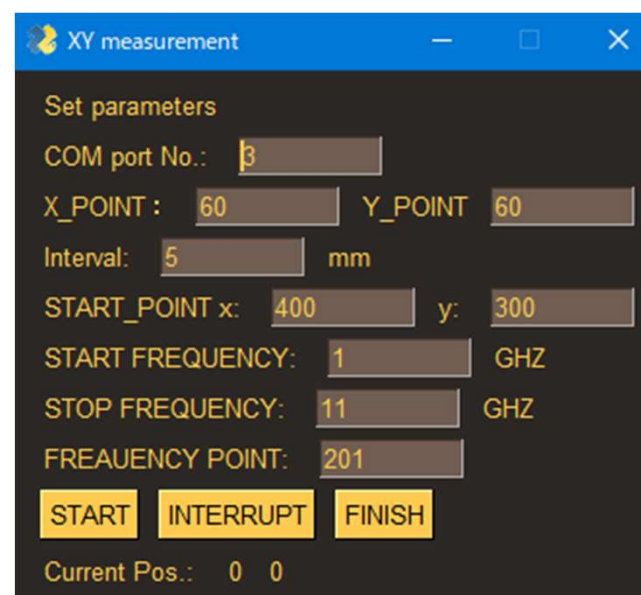 XY measurement
Set parameters
COM port No.: 3
X_POINT : 60 Y_POINT 60
Interval: 5 mm
START_POINT x: 400 y: 300
START FREQUENCY: 1 GHZ
STOP FREQUENCY: 11 GHZ
FREAUENCY POINT: 201
START INTERRUPT FINISH
Current Pos.: 0 0